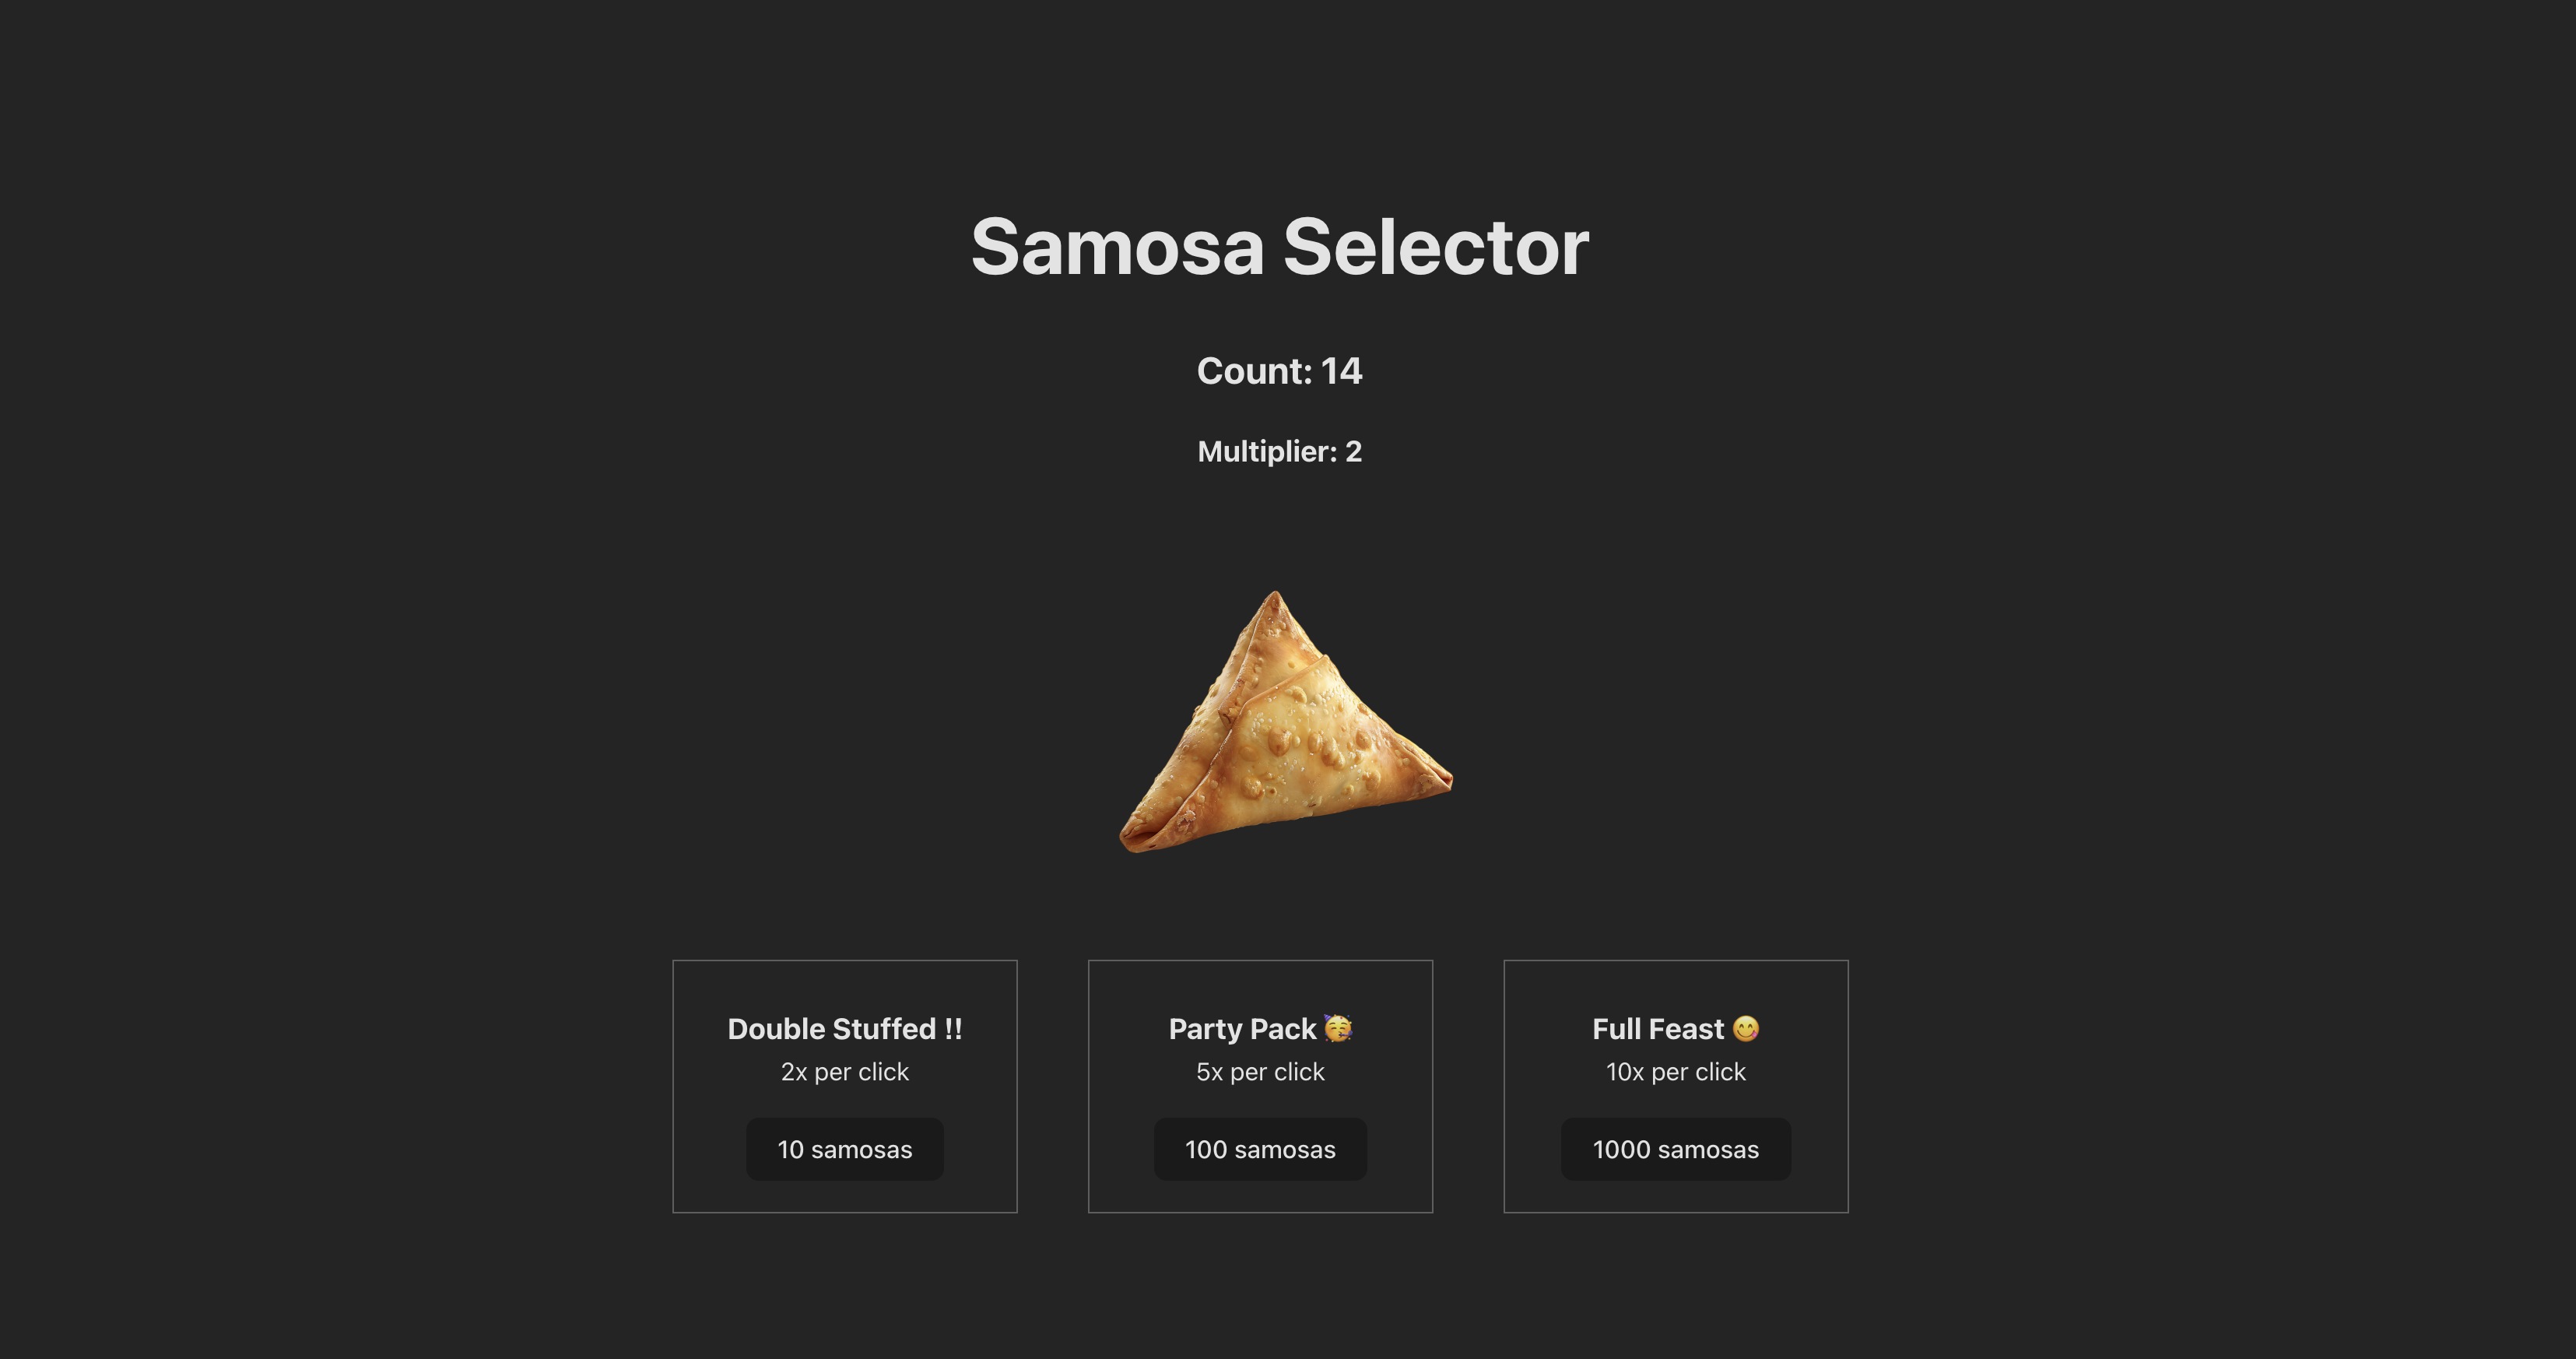 Samosa Selector
Count: 14
Multiplier: 2
Double Stuffed !!
2x per click
10 samosas
Party Pack 🥳
5x per click
100 samosas
Full Feast 😋
10x per click
1000 samosas